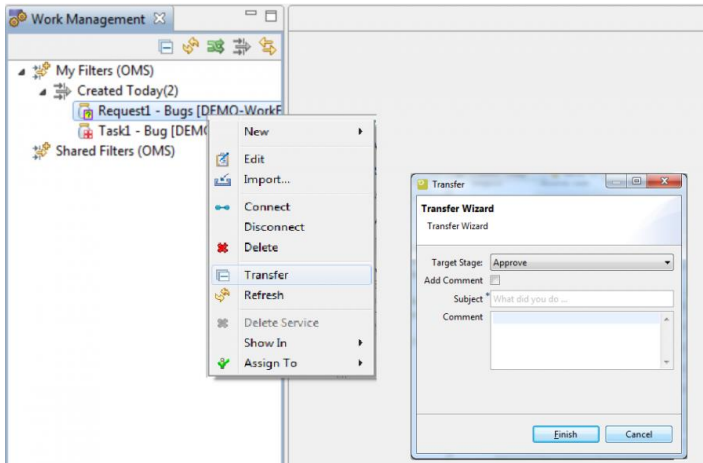 Work Management
My Filters (OMS)
Created Today(2)
Request1 - Bugs [DEMO-WorkF
Task1 - Bug [DEMO
Shared Filters (OMS)
New
Edit
Import...
Connect
Disconnect
Delete
Transfer
Refresh
Delete Service
Show In
Assign To
Transfer
Transfer Wizard
Transfer Wizard
Target Stage: Approve
Add Comment
Subject * What did you do ...
Comment
Finish Cancel